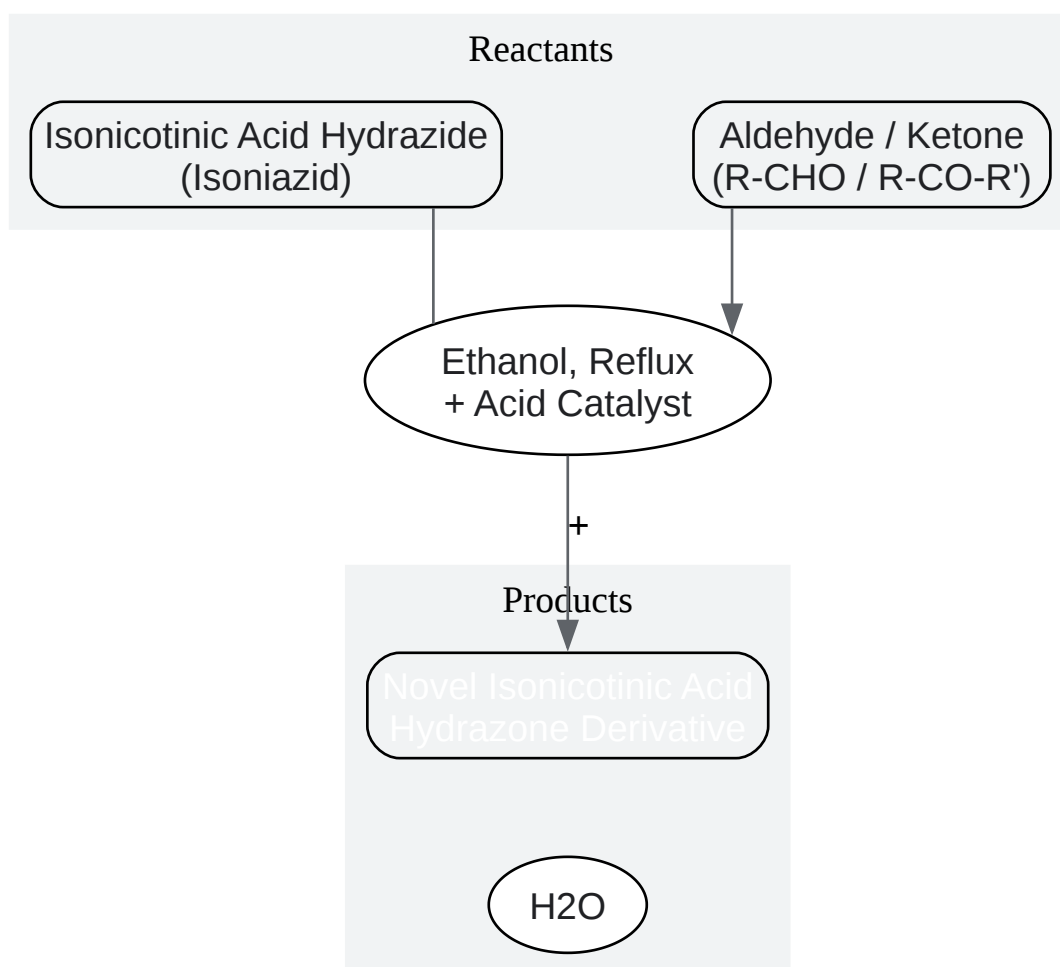 Reactants
Isonicotinic Acid Hydrazide
(Isoniazid)
Aldehyde / Ketone
(R-CHO / R-CO-R')
Ethanol, Reflux
+ Acid Catalyst
+
Products
Novel Isonicotinic Acid
Hydrazone Derivative
H2O